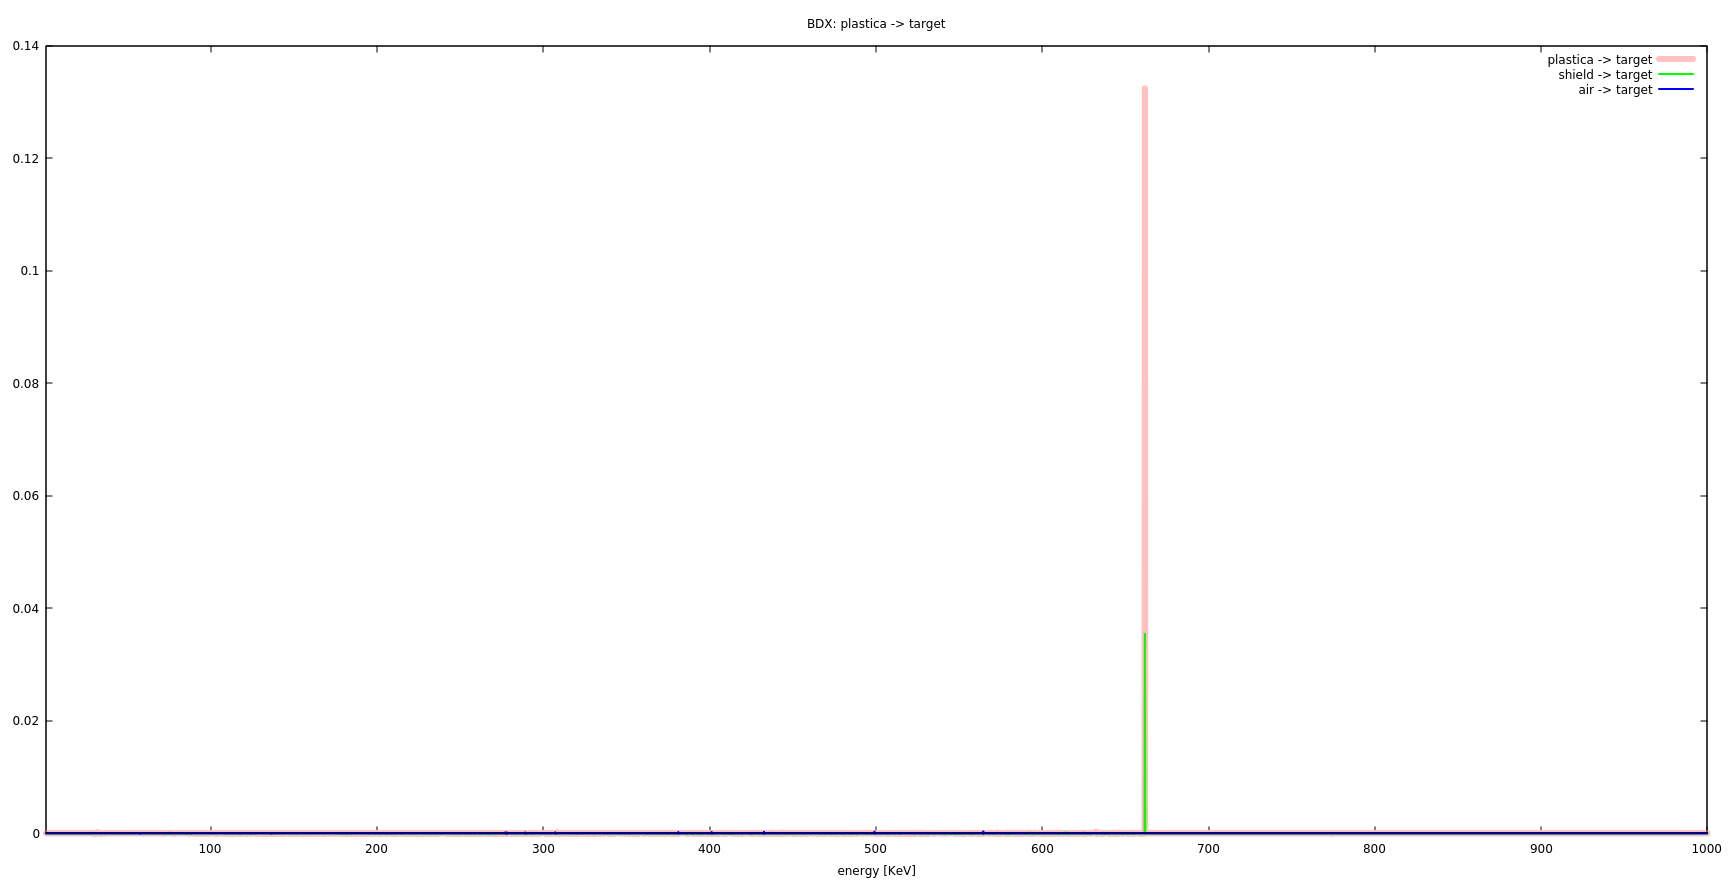 BDX: plastica -> target
0.14
0.12
0.1
0.08
0.06
0.04
0.02
0
plastica -> target
shield -> target
air -> target
100 200 300 400 500 600 700 800 900 1000
energy [KeV]